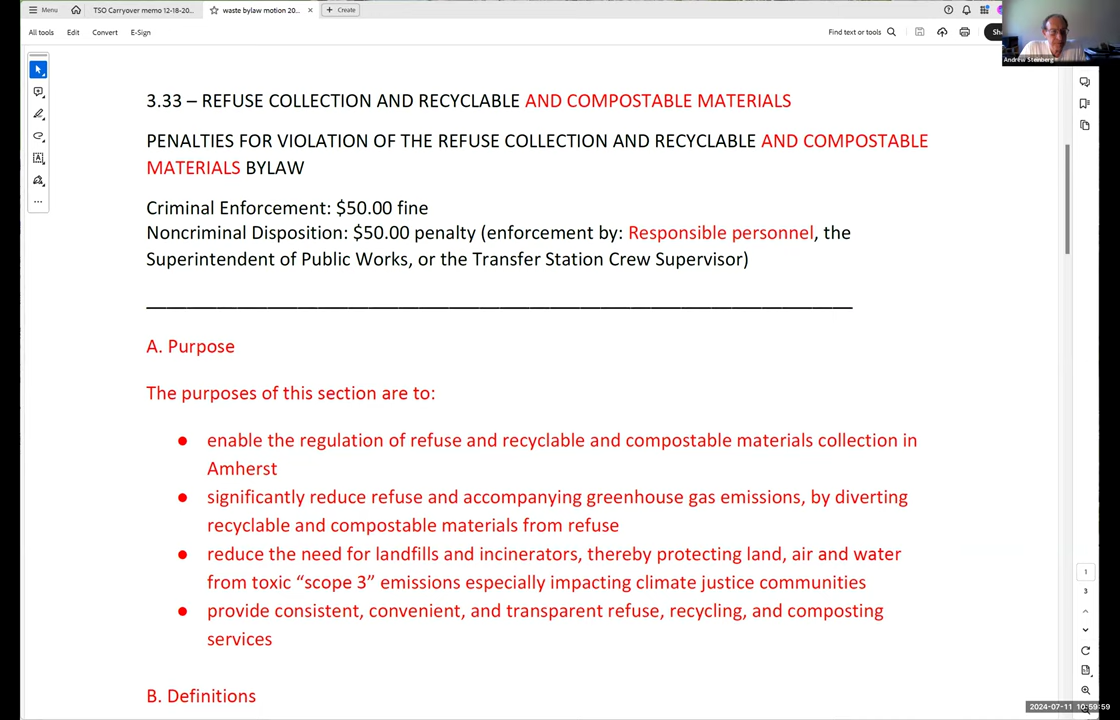 Menu
TSO Carryover memo 12-18-20...
waste bylaw motion 20...
Create
All tools
Edit
Convert
E-Sign
Find text or tools
Andrew Steinberg
3.33 – REFUSE COLLECTION AND RECYCLABLE AND COMPOSTABLE MATERIALS
PENALTIES FOR VIOLATION OF THE REFUSE COLLECTION AND RECYCLABLE AND COMPOSTABLE
MATERIALS BYLAW
Criminal Enforcement: $50.00 fine
Noncriminal Disposition: $50.00 penalty (enforcement by: Responsible personnel, the
Superintendent of Public Works, or the Transfer Station Crew Supervisor)
A. Purpose
The purposes of this section are to:
● enable the regulation of refuse and recyclable and compostable materials collection in
Amherst
● significantly reduce refuse and accompanying greenhouse gas emissions, by diverting
recyclable and compostable materials from refuse
● reduce the need for landfills and incinerators, thereby protecting land, air and water
from toxic “scope 3” emissions especially impacting climate justice communities
● provide consistent, convenient, and transparent refuse, recycling, and composting
services
B. Definitions
1
3
2024-07-11 10:59:59